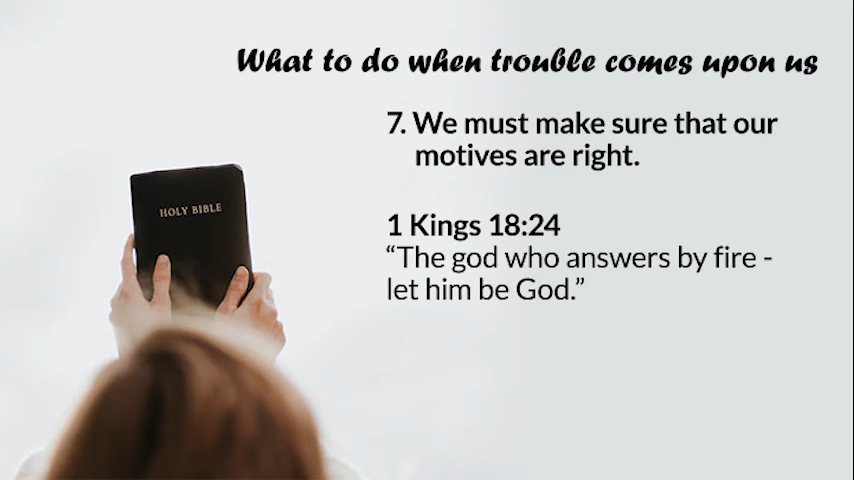 What to do when trouble comes upon us
7. We must make sure that our
motives are right.
1 Kings 18:24
“The god who answers by fire -
let him be God.”
HOLY BIBLE